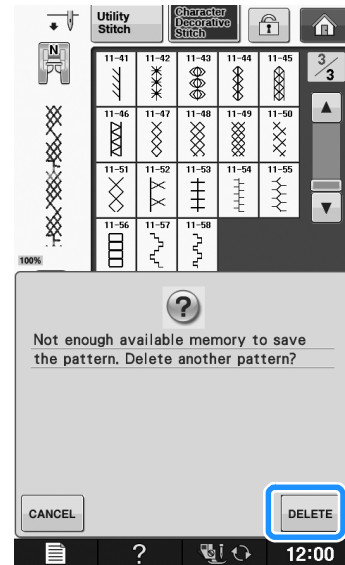 Utility Stitch
Character Decorative Stitch
N
3/3
11-41 11-42 11-43 11-44 11-45
11-46 11-47 11-48 11-49 11-50
11-51 11-52 11-53 11-54 11-55
11-56 11-57 11-58
100%
?
Not enough available memory to save
the pattern. Delete another pattern?
CANCEL DELETE
? 12:00